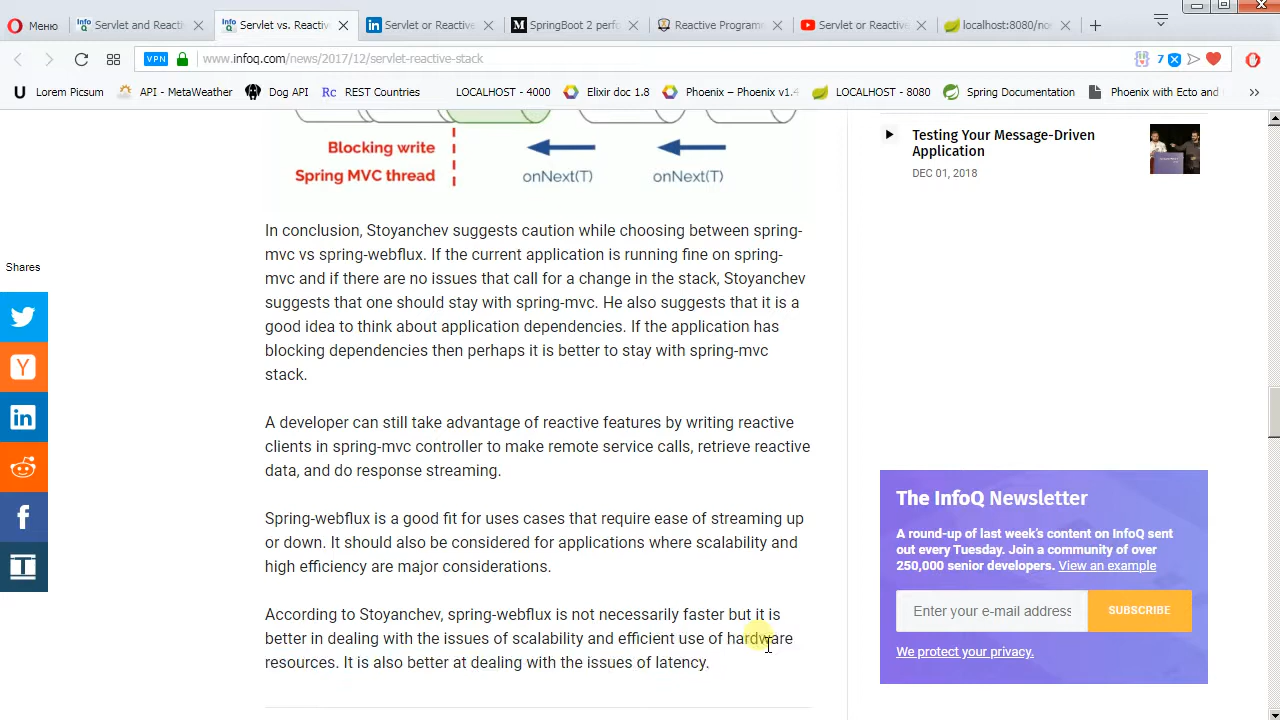 Меню
Servlet and Reacti
Servlet vs. Reactiv
Servlet or Reactive
SpringBoot 2 perfo
Reactive Programm
Servlet or Reactive
localhost:8080/no
VPN
www.infoq.com/news/2017/12/servlet-reactive-stack
7
Lorem Picsum
API - MetaWeather
Dog API
Rc REST Countries
LOCALHOST - 4000
Elixir doc 1.8
Phoenix – Phoenix v1.4
LOCALHOST - 8080
Spring Documentation
Phoenix with Ecto and
Blocking write
Spring MVC thread
onNext(T)
onNext(T)
In conclusion, Stoyanchev suggests caution while choosing between spring-
mvc vs spring-webflux. If the current application is running fine on spring-
mvc and if there are no issues that call for a change in the stack, Stoyanchev
suggests that one should stay with spring-mvc. He also suggests that it is a
good idea to think about application dependencies. If the application has
blocking dependencies then perhaps it is better to stay with spring-mvc
stack.
A developer can still take advantage of reactive features by writing reactive
clients in spring-mvc controller to make remote service calls, retrieve reactive
data, and do response streaming.
Spring-webflux is a good fit for uses cases that require ease of streaming up
or down. It should also be considered for applications where scalability and
high efficiency are major considerations.
According to Stoyanchev, spring-webflux is not necessarily faster but it is
better in dealing with the issues of scalability and efficient use of hardware
resources. It is also better at dealing with the issues of latency.
Shares
Testing Your Message-Driven
Application
DEC 01, 2018
The InfoQ Newsletter
A round-up of last week's content on InfoQ sent
out every Tuesday. Join a community of over
250,000 senior developers. View an example
Enter your e-mail address
SUBSCRIBE
We protect your privacy.